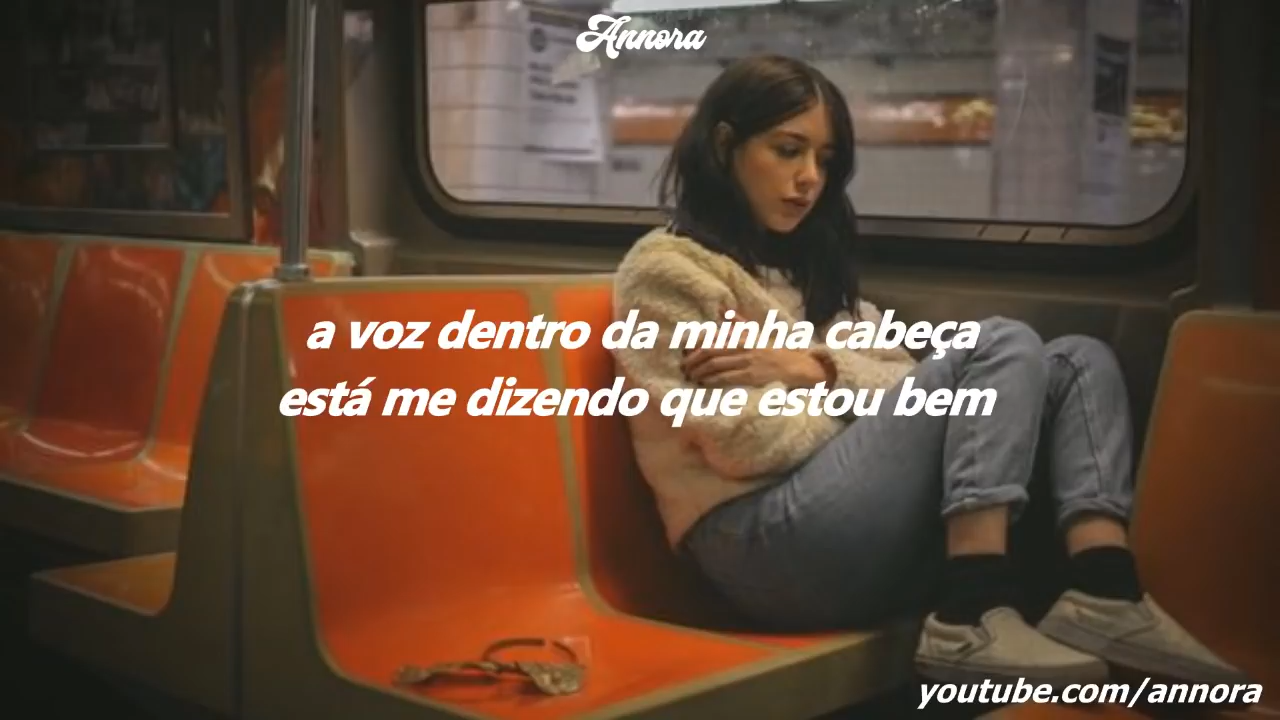 Annora
a voz dentro da minha cabeça
está me dizendo que estou bem
youtube.com/annora